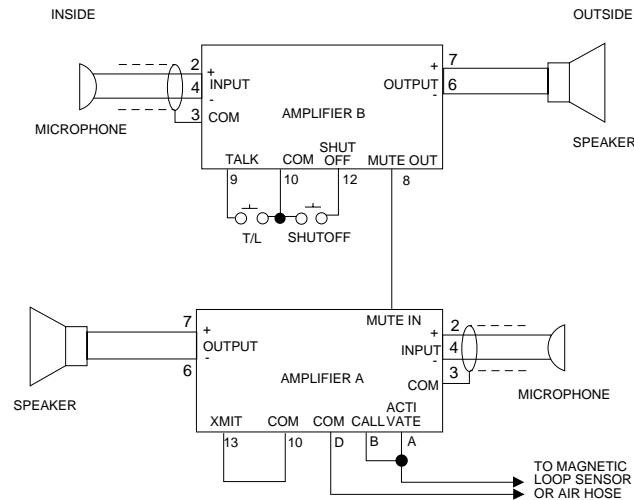 INSIDE
OUTSIDE
2
+
INPUT
4
-
3
COM
MICROPHONE
AMPLIFIER B
7
+
OUTPUT
6
-
SPEAKER
TALK
COM
SHUT
OFF
MUTE OUT
9
10
12
8
T/L
SHUTOFF
MUTE IN
7
+
OUTPUT
-
6
SPEAKER
AMPLIFIER A
2
+
INPUT
4
-
3
COM
MICROPHONE
XMIT
COM
COM
CALL
ACTI
VATE
13
10
D
B
A
TO MAGNETIC
LOOP SENSOR
OR AIR HOSE